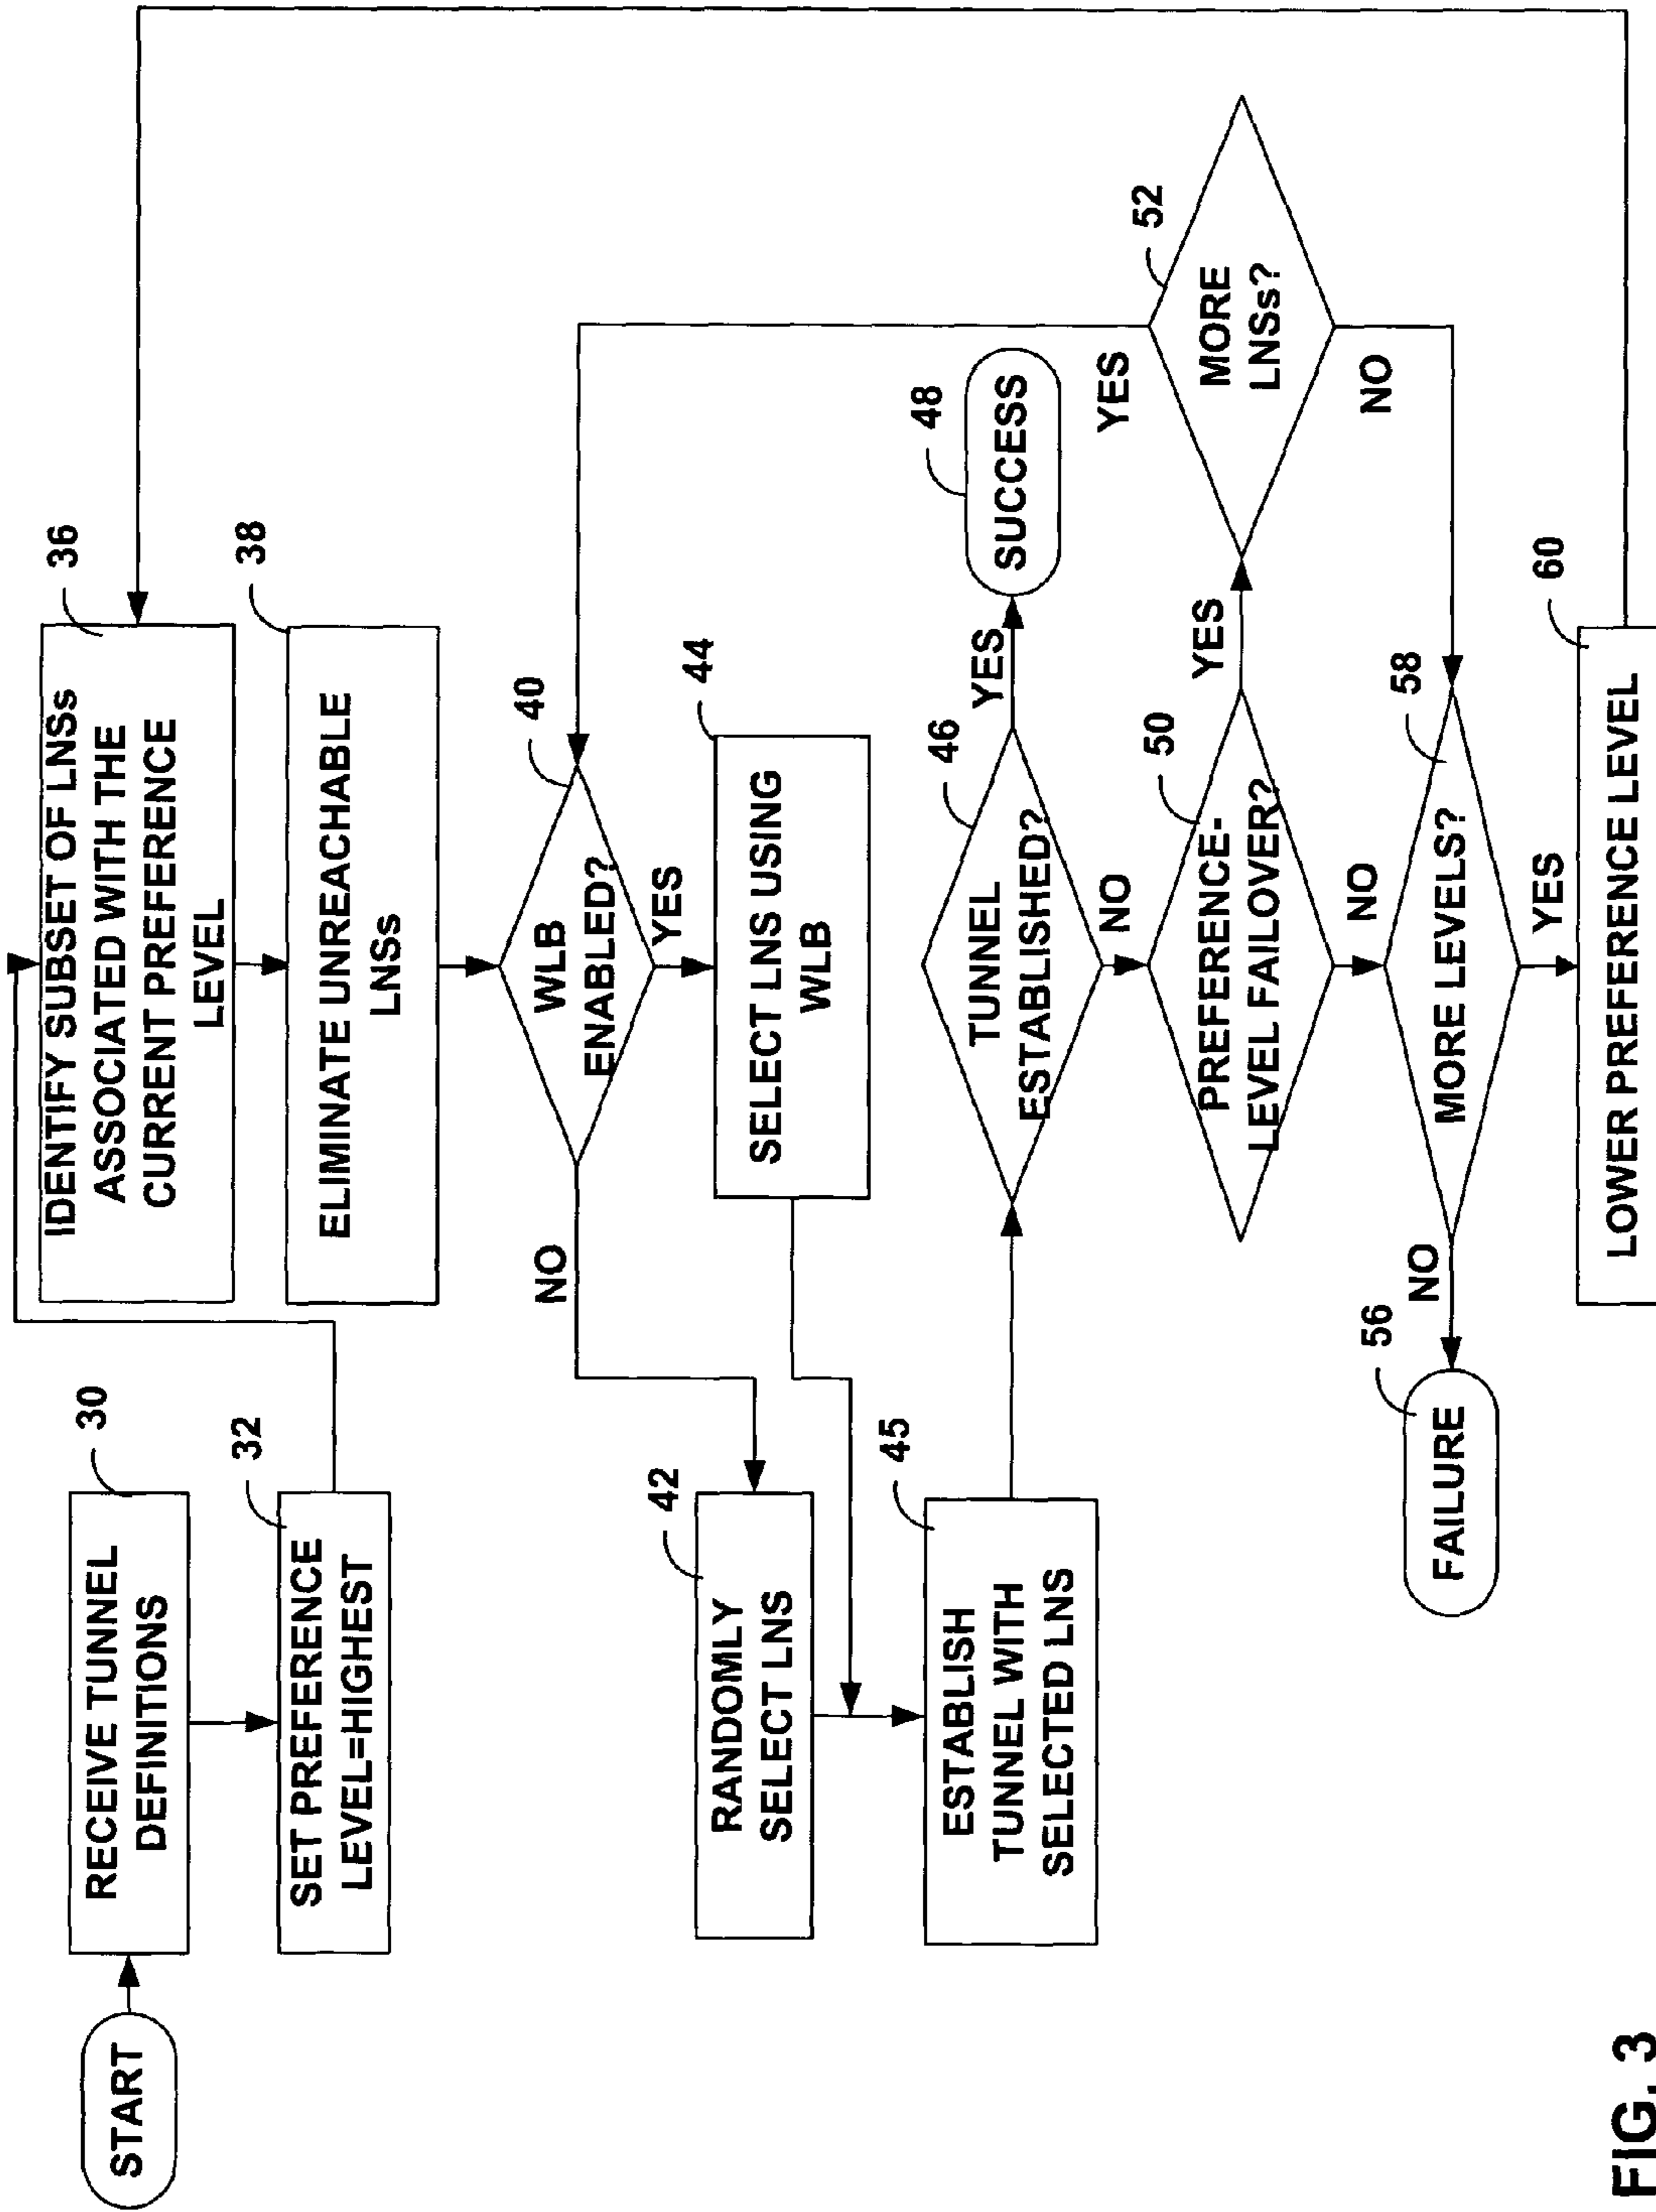 START
RECEIVE TUNNEL
DEFINITIONS
30
SET PREFERENCE
LEVEL=HIGHEST
32
IDENTIFY SUBSET OF LNSs
ASSOCIATED WITH THE
CURRENT PREFERENCE
LEVEL
36
ELIMINATE UNREACHABLE
LNSs
38
WLB
ENABLED?
40
NO
YES
RANDOMLY
SELECT LNS
42
SELECT LNS USING
WLB
44
ESTABLISH
TUNNEL WITH
SELECTED LNS
45
TUNNEL
ESTABLISHED?
46
YES
SUCCESS
48
NO
PREFERENCE-
LEVEL FAILOVER?
50
YES
MORE
LNSs?
52
YES
NO
NO
MORE LEVELS?
58
NO
FAILURE
56
YES
LOWER PREFERENCE LEVEL
60
FIG. 3